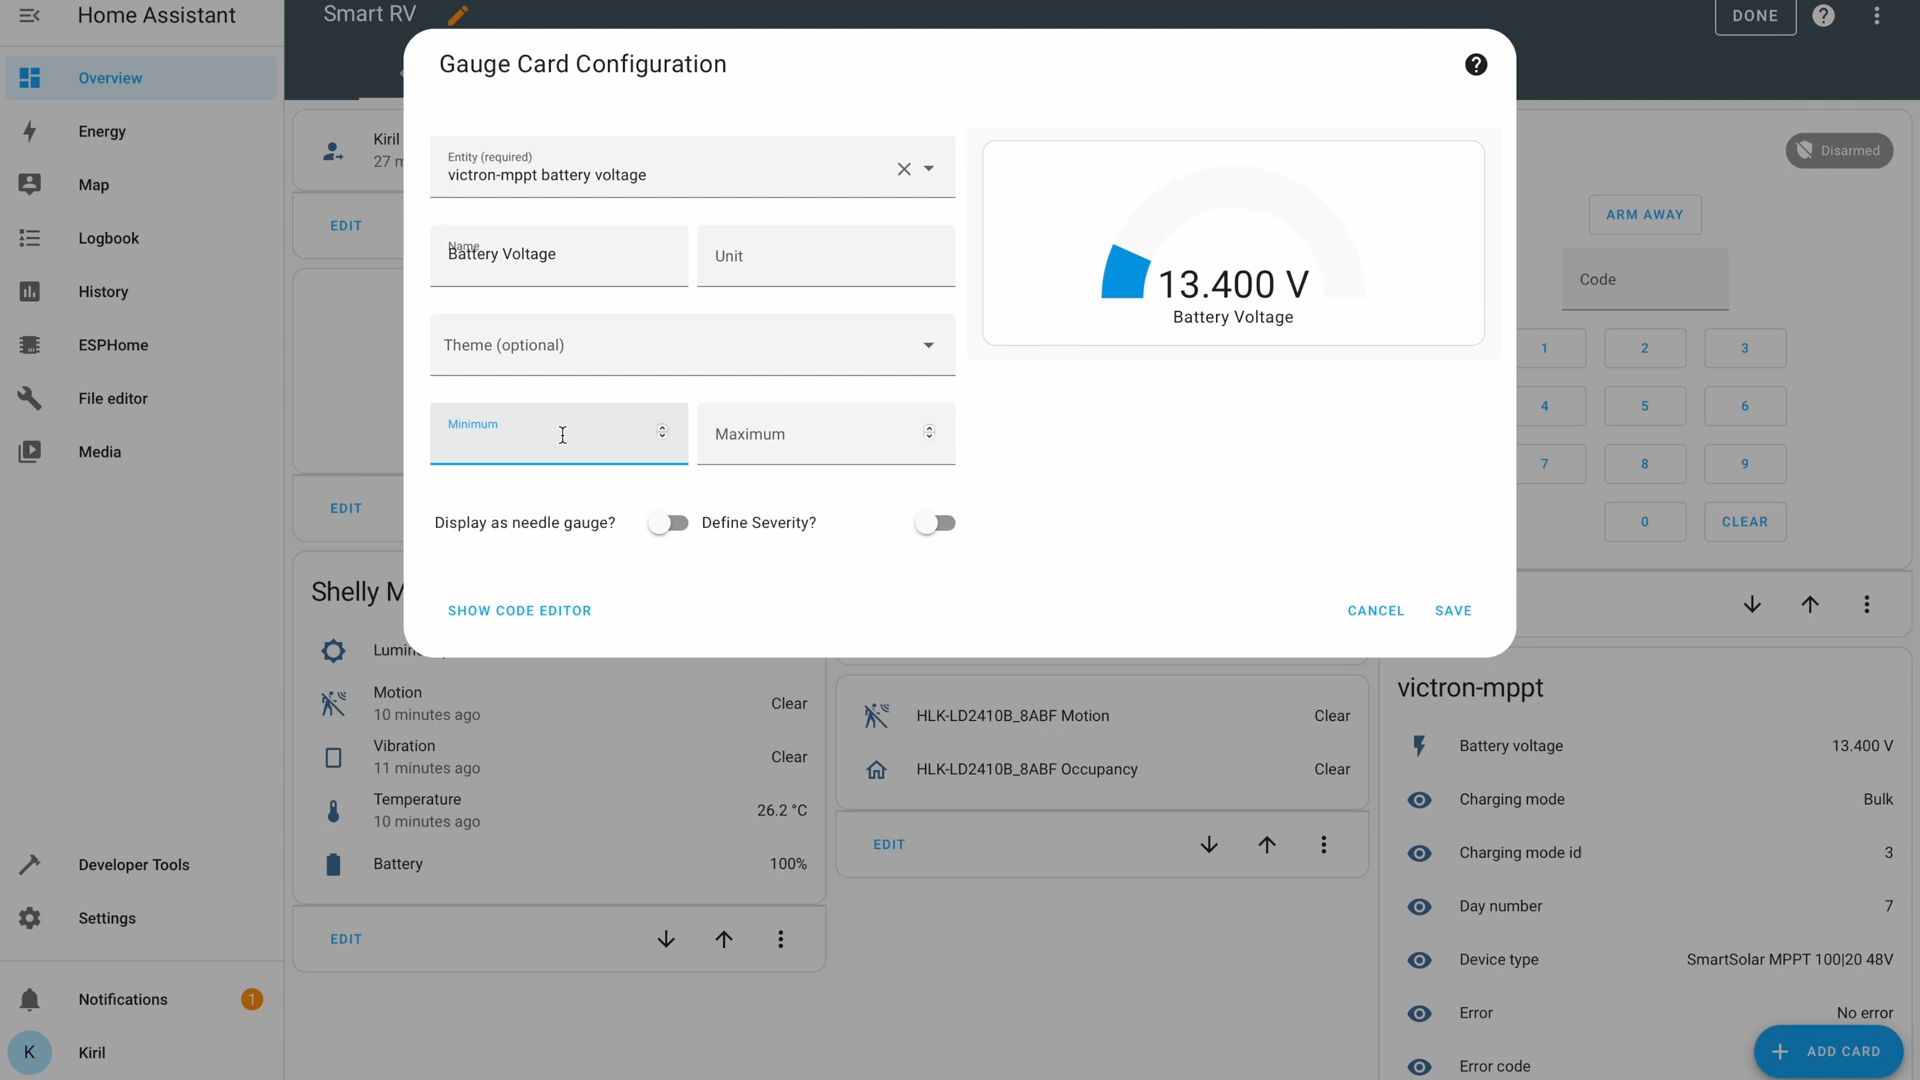 Home Assistant
Overview
Energy
Map
Logbook
History
ESPHome
File editor
Media
Developer Tools
Settings
Notifications
1
K
Kiril
Smart RV
DONE
Gauge Card Configuration
Entity (required)
victron-mppt battery voltage
Name
Battery Voltage
Unit
Theme (optional)
Minimum
Maximum
Display as needle gauge?
Define Severity?
13.400 V
Battery Voltage
SHOW CODE EDITOR
CANCEL
SAVE
Kiril
EDIT
EDIT
Shelly
Motion
10 minutes ago
Clear
Vibration
11 minutes ago
Clear
Temperature
10 minutes ago
26.2 °C
Battery
100%
EDIT
HLK-LD2410B_8ABF Motion
Clear
HLK-LD2410B_8ABF Occupancy
Clear
EDIT
Disarmed
ARM AWAY
Code
1
2
3
4
5
6
7
8
9
0
CLEAR
victron-mppt
Battery voltage
13.400 V
Charging mode
Bulk
Charging mode id
3
Day number
7
Device type
SmartSolar MPPT 100|20 48V
Error
No error
Error code
ADD CARD